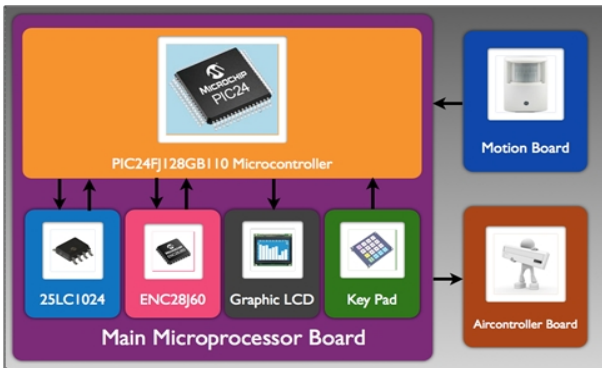 MICROCHIP
PIC24
PIC24FJ128GB110 Microcontroller
Motion Board
25LC1024
ENC28J60
Graphic LCD
Key Pad
Aircontroller Board
Main Microprocessor Board